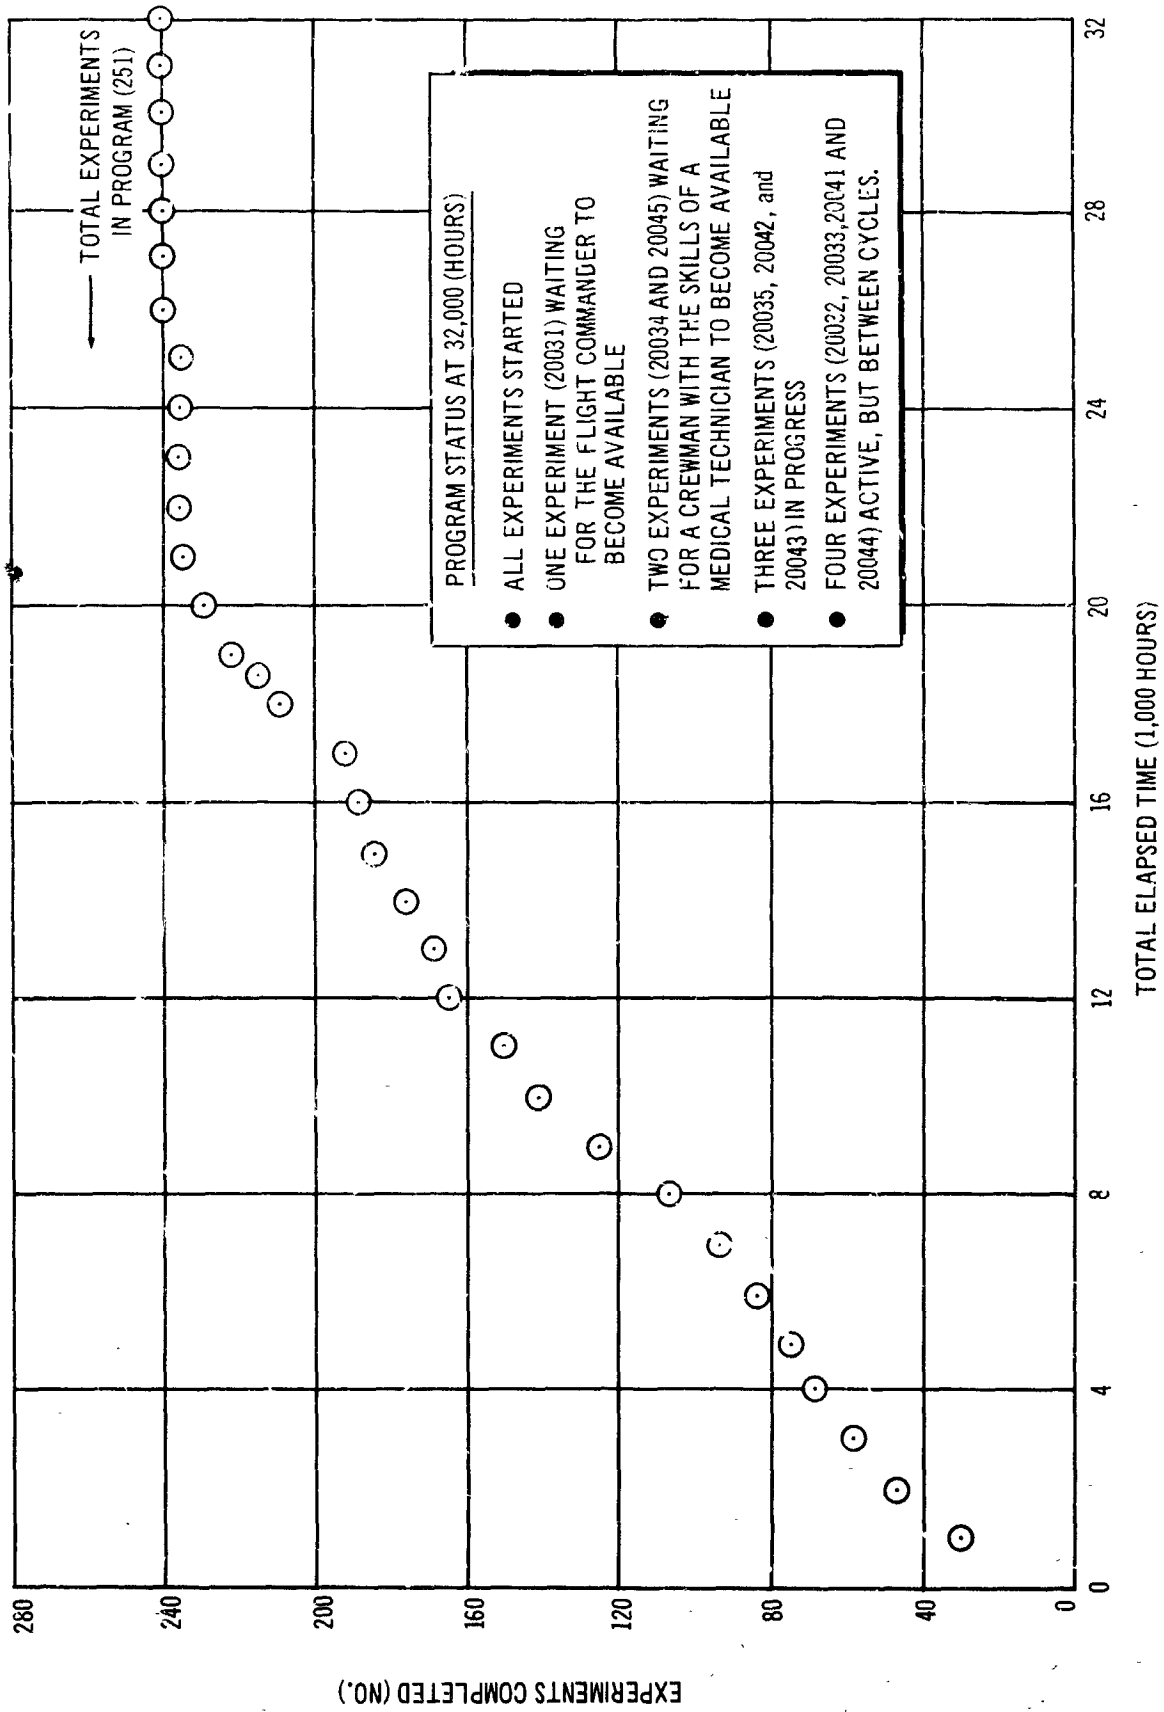 EXPERIMENTS COMPLETED (NO.)
280
240
200
160
120
80
40
0
TOTAL EXPERIMENTS
IN PROGRAM (251)
PROGRAM STATUS AT 32,000 (HOURS)
● ALL EXPERIMENTS STARTED
● ONE EXPERIMENT (20031) WAITING
FOR THE FLIGHT COMMANDER TO
BECOME AVAILABLE
● TWO EXPERIMENTS (20034 AND 20045) WAITING
FOR A CREWMAN WITH THE SKILLS OF A
MEDICAL TECHNICIAN TO BECOME AVAILABLE
● THREE EXPERIMENTS (20035, 20042, and
20043) IN PROGRESS
● FOUR EXPERIMENTS (20032, 20033, 20041 AND
20044) ACTIVE, BUT BETWEEN CYCLES.
0 4 8 12 16 20 24 28 32
TOTAL ELAPSED TIME (1,000 HOURS)